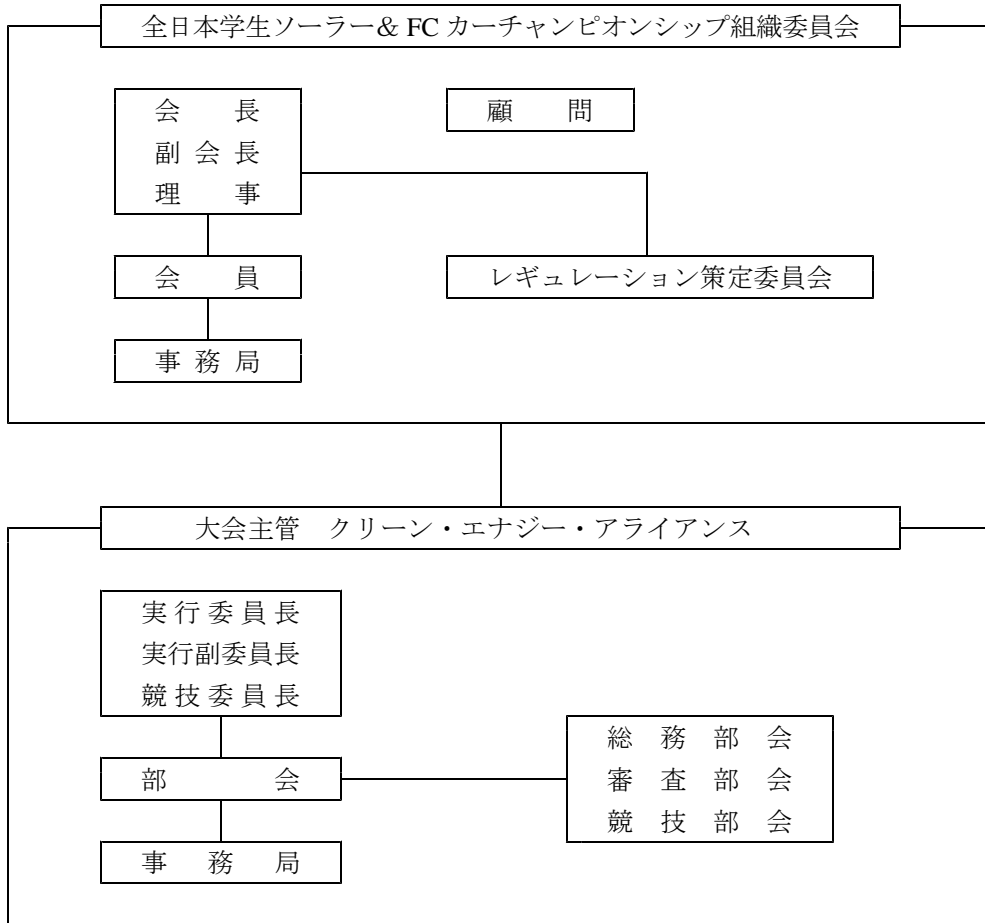 全日本学生ソーラー＆FCカーチャンピオンシップ組織委員会
会　　長
副 会 長
理　　事
顧　　問
会　　員
レギュレーション策定委員会
事 務 局
大会主管　クリーン・エナジー・アライアンス
実 行 委 員 長
実行副委員長
競 技 委 員 長
総　務　部　会
審　査　部　会
競　技　部　会
部　　　　会
事　務　局